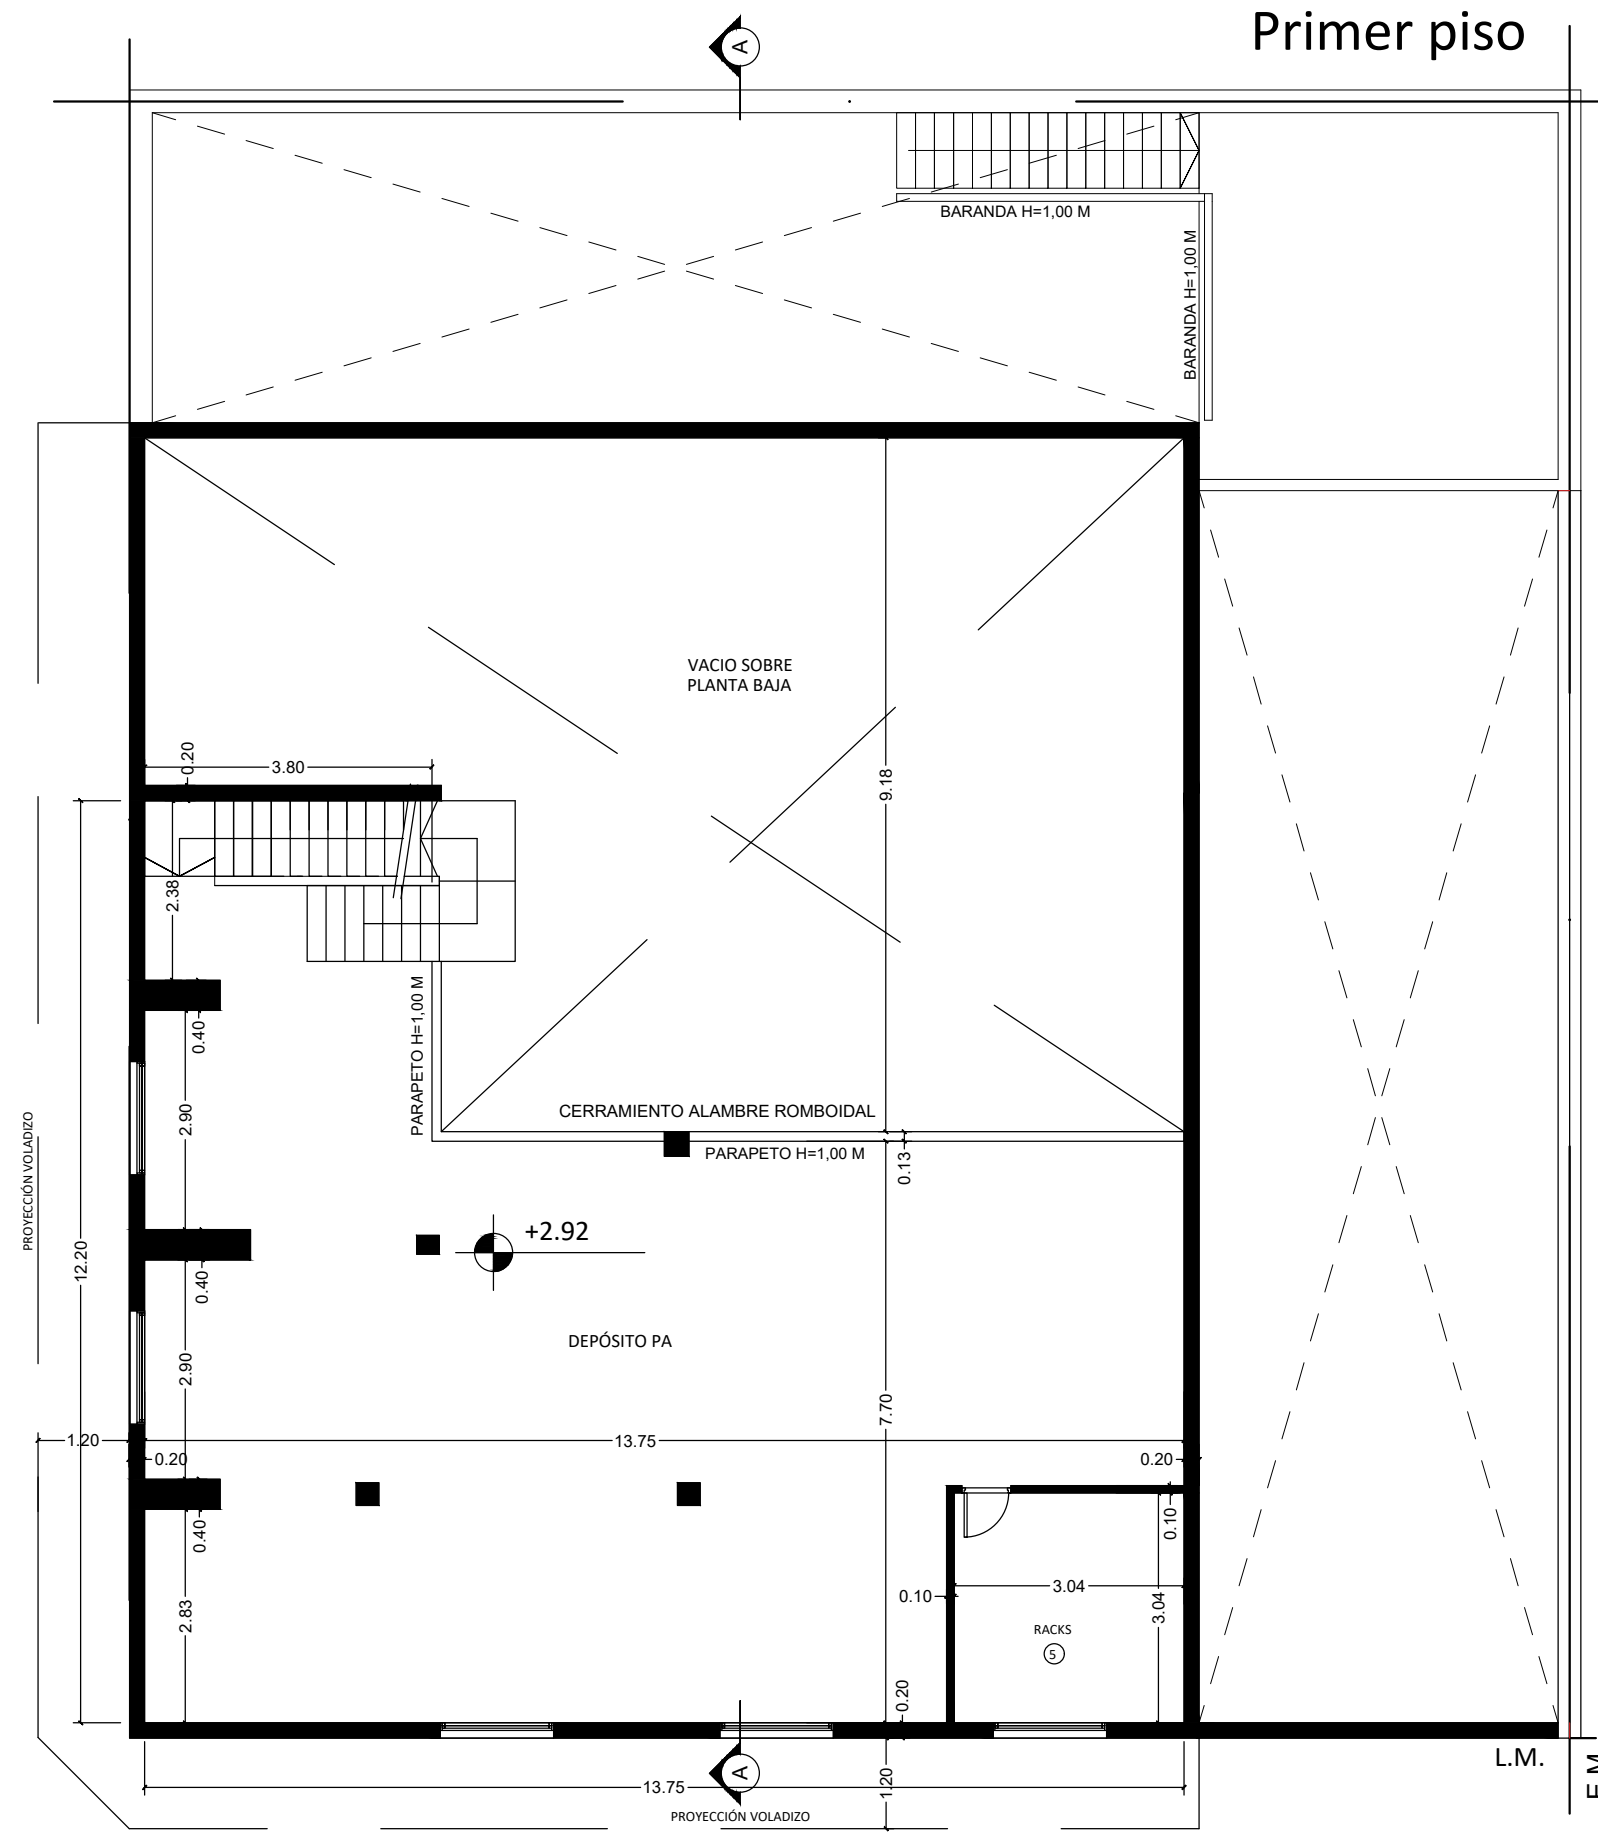 Primer piso
A
BARANDA H=1,00 M
BARANDA H=1,00 M
VACIO SOBRE
PLANTA BAJA
0.20
3.80
9.18
2.38
0.40
PARAPETO H=1,00 M
2.90
CERRAMIENTO ALAMBRE ROMBOIDAL
PARAPETO H=1,00 M
0.13
PROYECCIÓN VOLADIZO
12.20
+2.92
0.40
DEPÓSITO PA
2.90
7.70
1.20
13.75
0.20
0.20
0.40
0.10
3.04
0.10
3.04
2.83
RACKS
5
0.20
L.M.
E.M.
A
13.75
1.20
PROYECCIÓN VOLADIZO